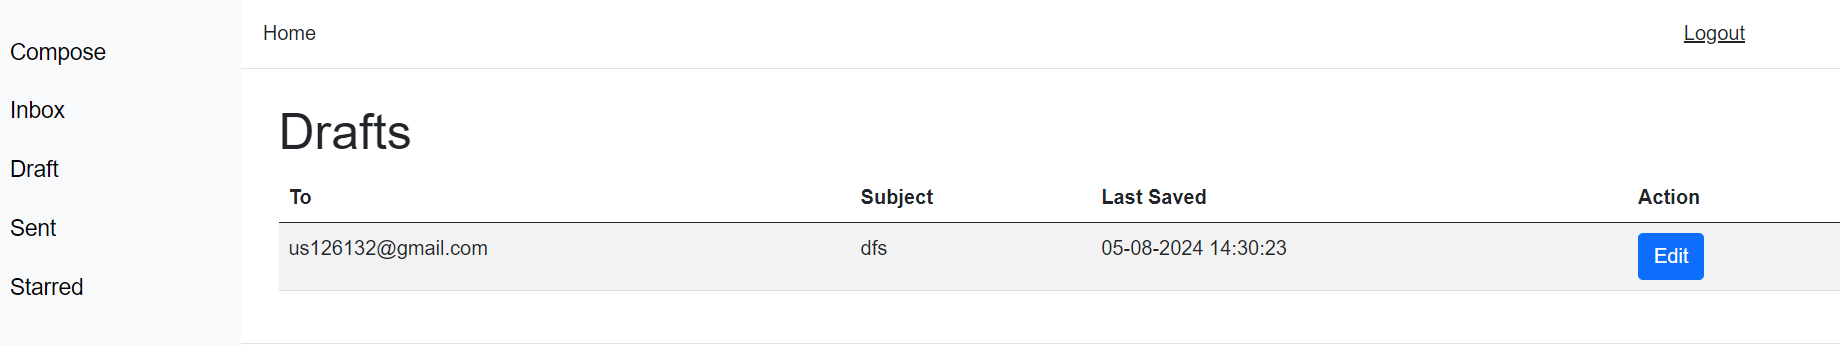 Compose
Inbox
Draft
Sent
Starred
Home
Logout
Drafts
To Subject Last Saved Action
us126132@gmail.com dfs 05-08-2024 14:30:23 Edit